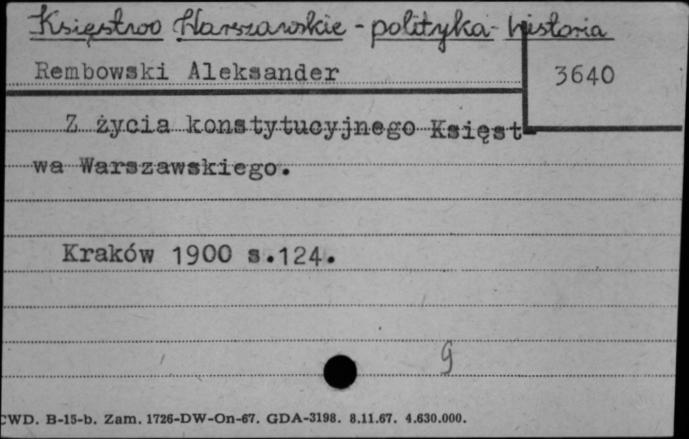 Księstwo Warszawskie - polityka - historia
Rembowski Aleksander
3640
Z życia konstytucyjnego Księst-
wa Warszawskiego.
Kraków 1900 s.124.
9
CWD. B-15-b. Zam. 1726-DW-On-67. GDA-3198. 8.11.67. 4.630.000.